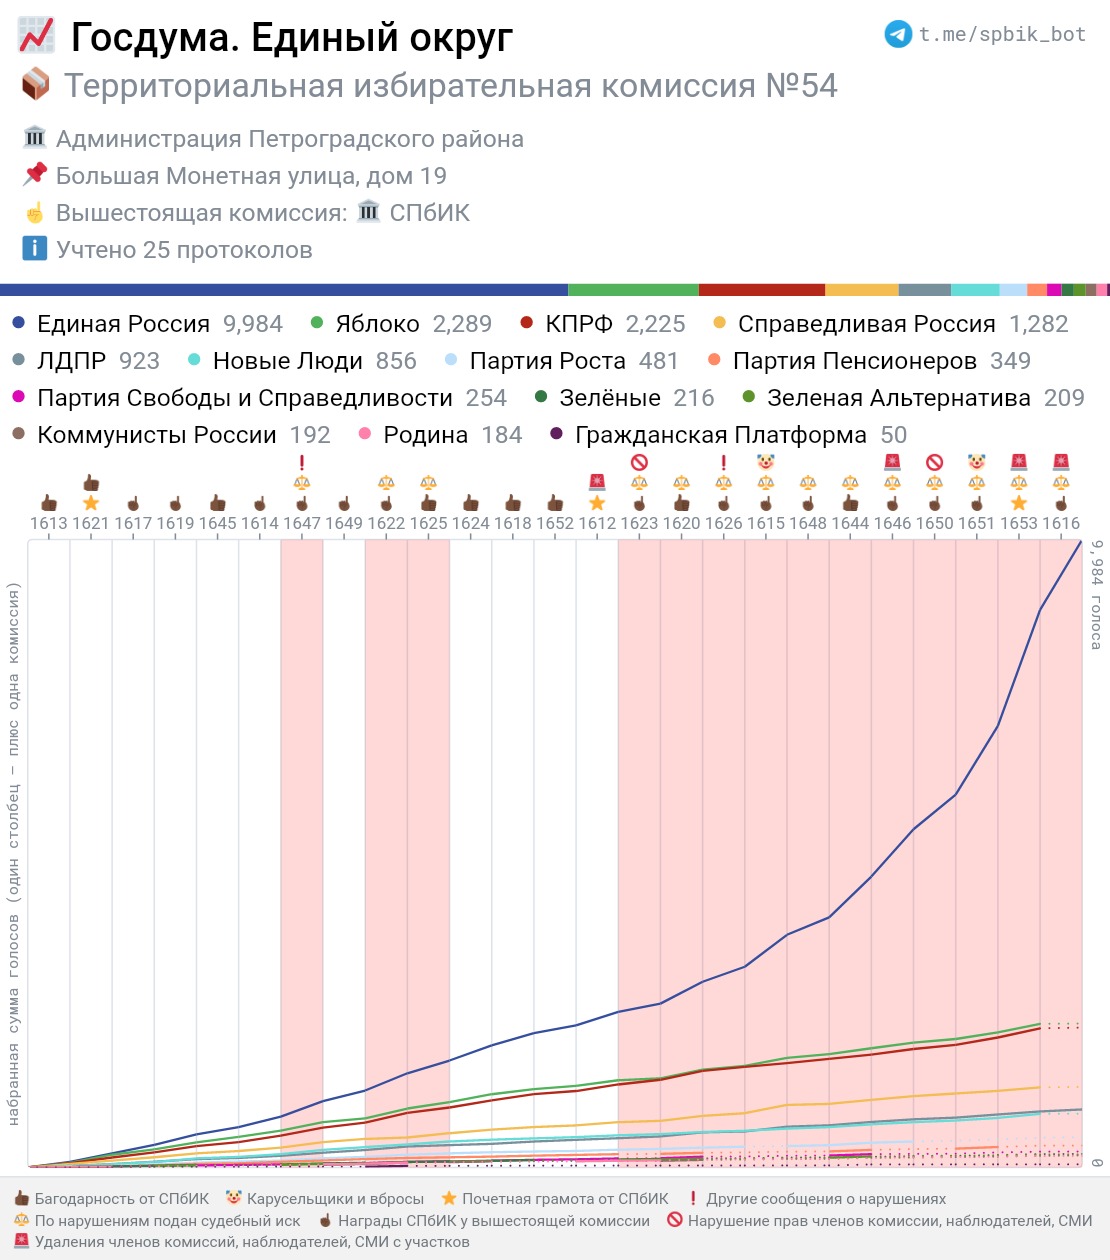 Госдума. Единый округ
t.me/spbik_bot
Территориальная избирательная комиссия №54
Администрация Петроградского района
Большая Монетная улица, дом 19
Вышестоящая комиссия: СПбИК
Учтено 25 протоколов
Единая Россия 9,984 Яблоко 2,289 КПРФ 2,225 Справедливая Россия 1,282
ЛДПР 923 Новые Люди 856 Партия Роста 481 Партия Пенсионеров 349
Партия Свободы и Справедливости 254 Зелёные 216 Зеленая Альтернатива 209
Коммунисты России 192 Родина 184 Гражданская Платформа 50
1613 1621 1617 1619 1645 1614 1647 1649 1622 1625 1624 1618 1652 1612 1623 1620 1626 1615 1648 1644 1646 1650 1651 1653 1616
набранная сумма голосов (один столбец – плюс одна комиссия)
9,984 голоса
0
Багодарность от СПбИК Карусельщики и вбросы Почетная грамота от СПбИК Другие сообщения о нарушениях
По нарушениям подан судебный иск Награды СПбИК у вышестоящей комиссии Нарушение прав членов комиссии, наблюдателей, СМИ
Удаления членов комиссий, наблюдателей, СМИ с участков